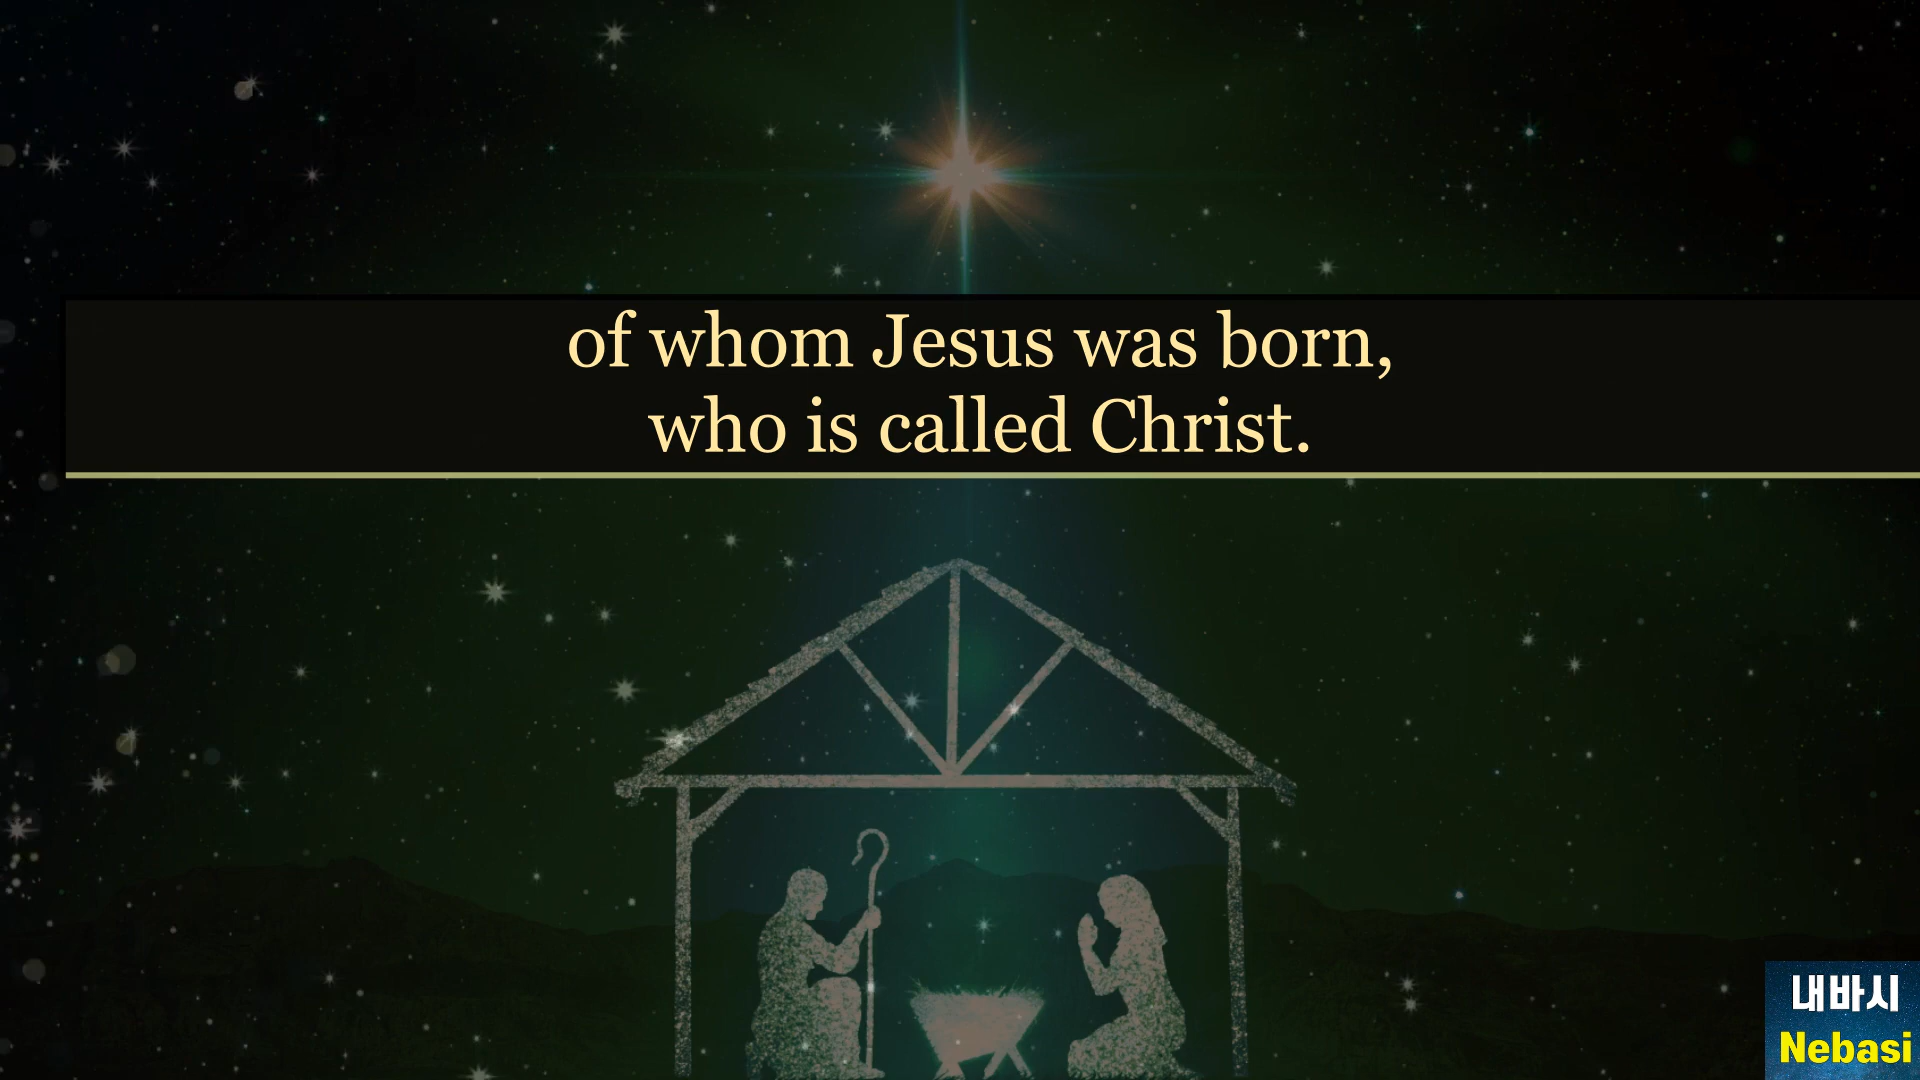 of whom Jesus was born,
who is called Christ.
내바시
Nebasi